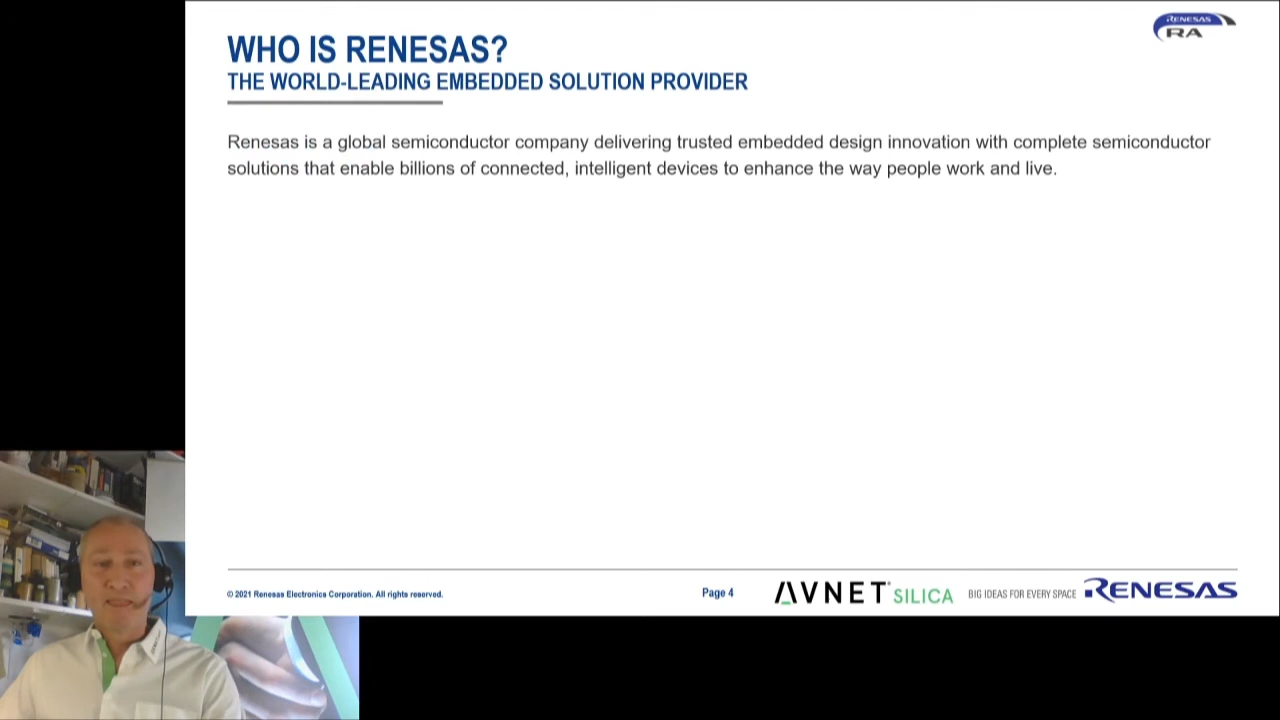 RENESAS
RA
WHO IS RENESAS?
THE WORLD-LEADING EMBEDDED SOLUTION PROVIDER
Renesas is a global semiconductor company delivering trusted embedded design innovation with complete semiconductor
solutions that enable billions of connected, intelligent devices to enhance the way people work and live.
© 2021 Renesas Electronics Corporation. All rights reserved.
Page 4
AVNET SILICA
BIG IDEAS FOR EVERY SPACE
RENESAS